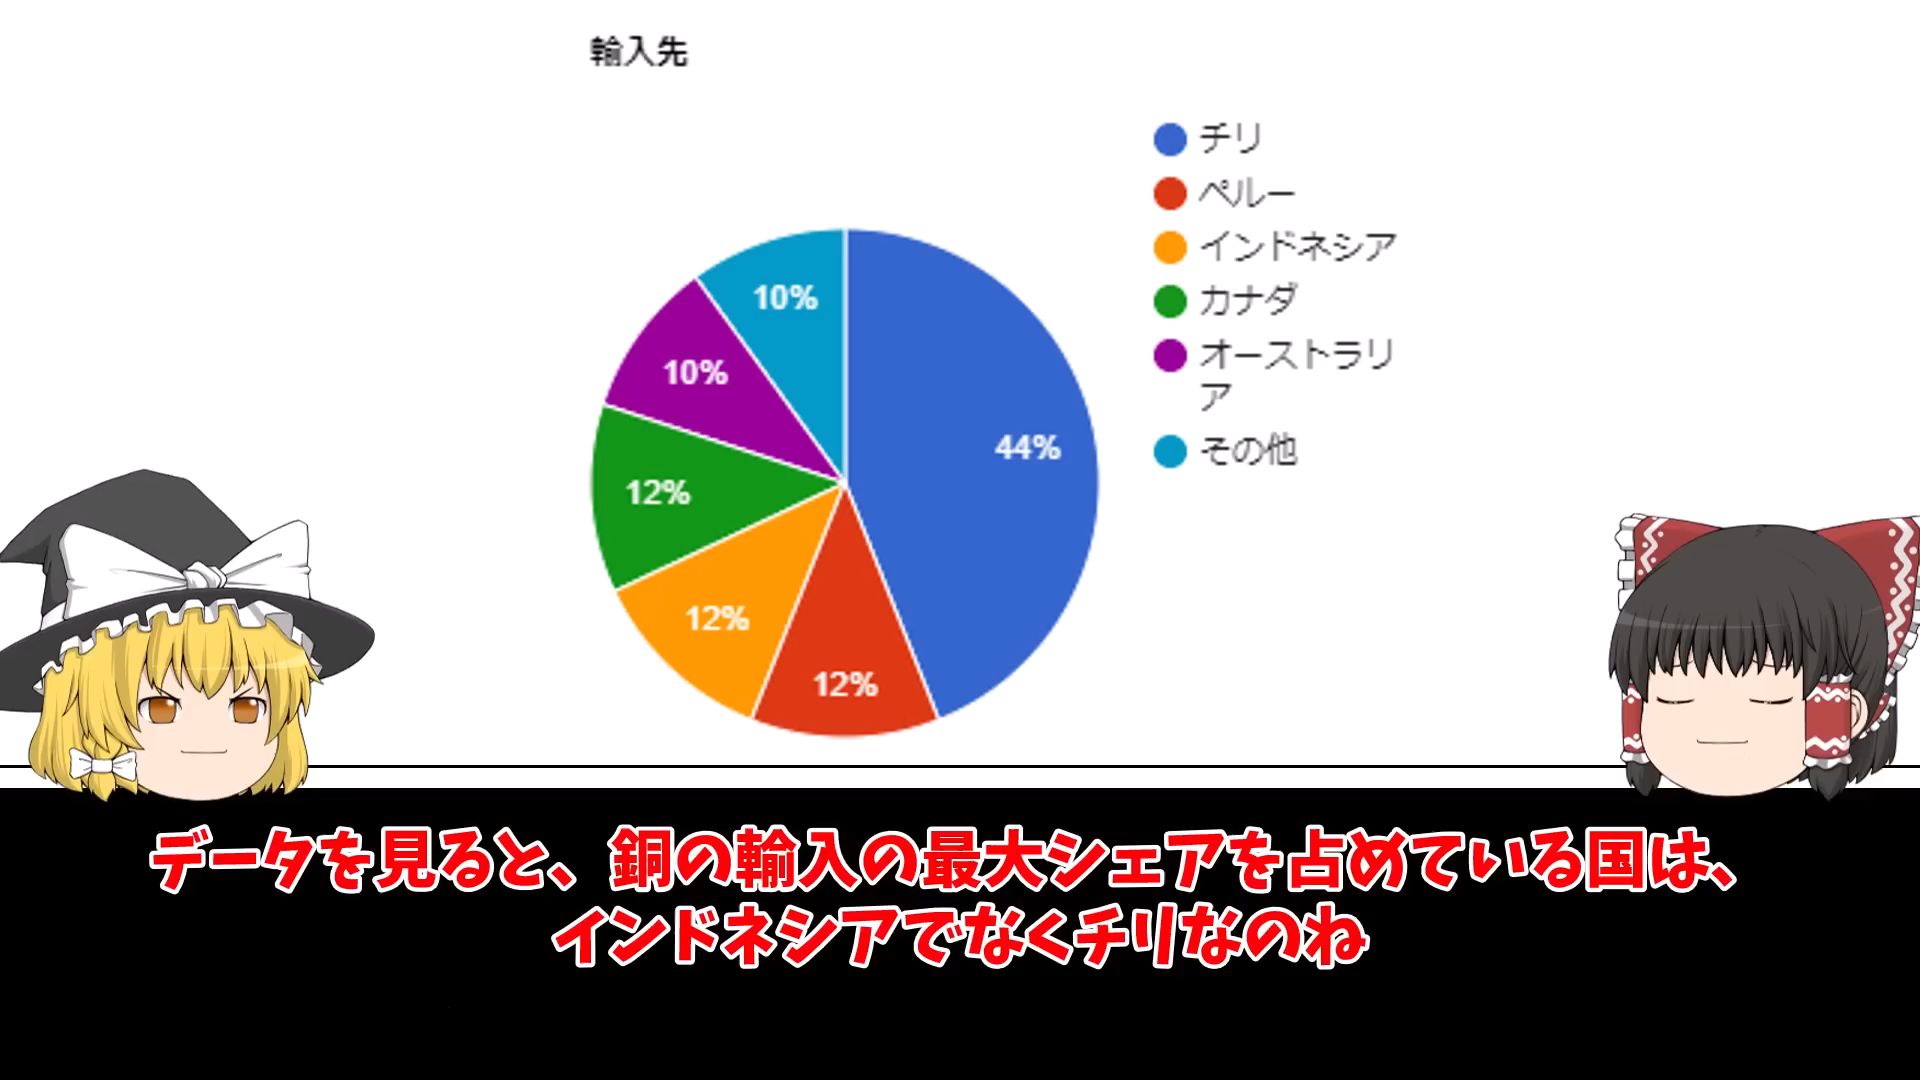 輸入先
チリ
ペルー
インドネシア
カナダ
オーストラリ
ア
その他
10%
44%
10%
12%
12%
12%
データを見ると、銅の輸入の最大シェアを占めている国は、
インドネシアでなくチリなのね